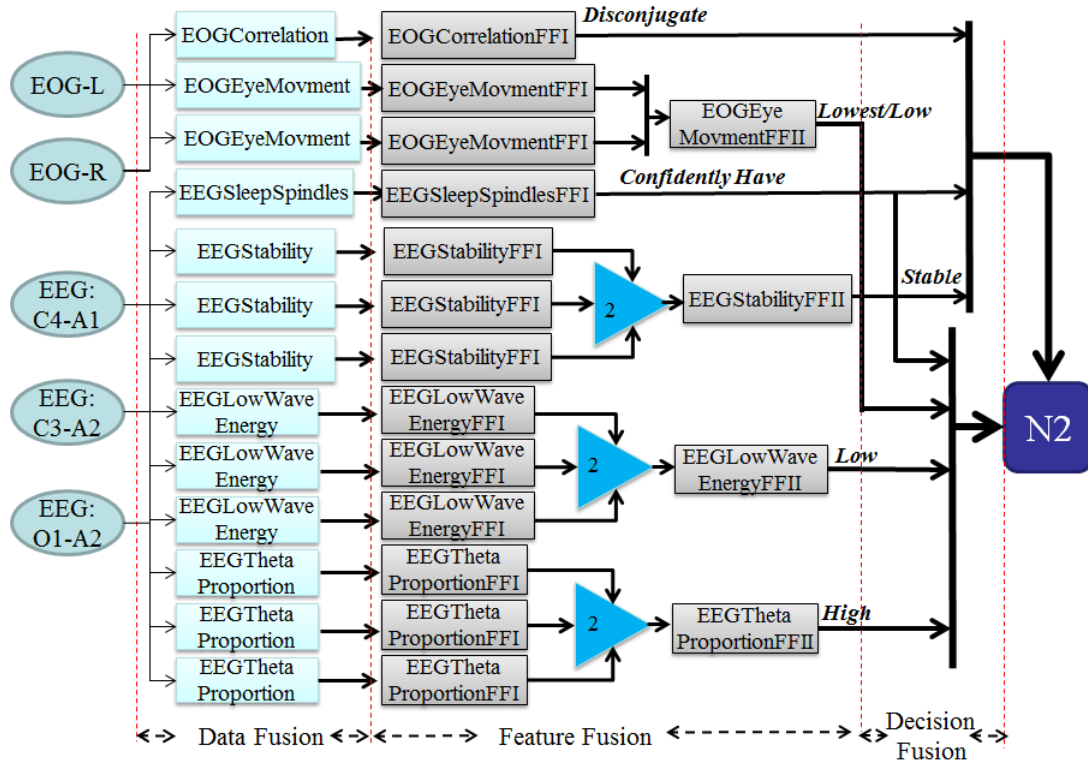 Disconjugate
EOGCorrelation
EOGCorrelationFFI
EOG-L
EOGEyeMovment
EOGEyeMovmentFFI
EOGEye
MovmentFFII
Lowest/Low
EOGEyeMovment
EOGEyeMovmentFFI
EOG-R
EEGSleepSpindles
EEGSleepSpindlesFFI
Confidently Have
EEGStability
EEGStabilityFFI
EEG:
C4-A1
EEGStability
EEGStabilityFFI
2
EEGStabilityFFII
Stable
EEGStability
EEGStabilityFFI
EEG:
C3-A2
EEGLowWave
Energy
EEGLowWave
EnergyFFI
N2
EEGLowWave
Energy
EEGLowWave
EnergyFFI
2
EEGLowWave
EnergyFFII
Low
EEG:
O1-A2
EEGLowWave
Energy
EEGLowWave
EnergyFFI
EEGTheta
Proportion
EEGTheta
ProportionFFI
EEGTheta
Proportion
EEGTheta
ProportionFFI
2
EEGTheta
ProportionFFII
High
EEGTheta
Proportion
EEGTheta
ProportionFFI
Data Fusion
Feature Fusion
Decision
Fusion